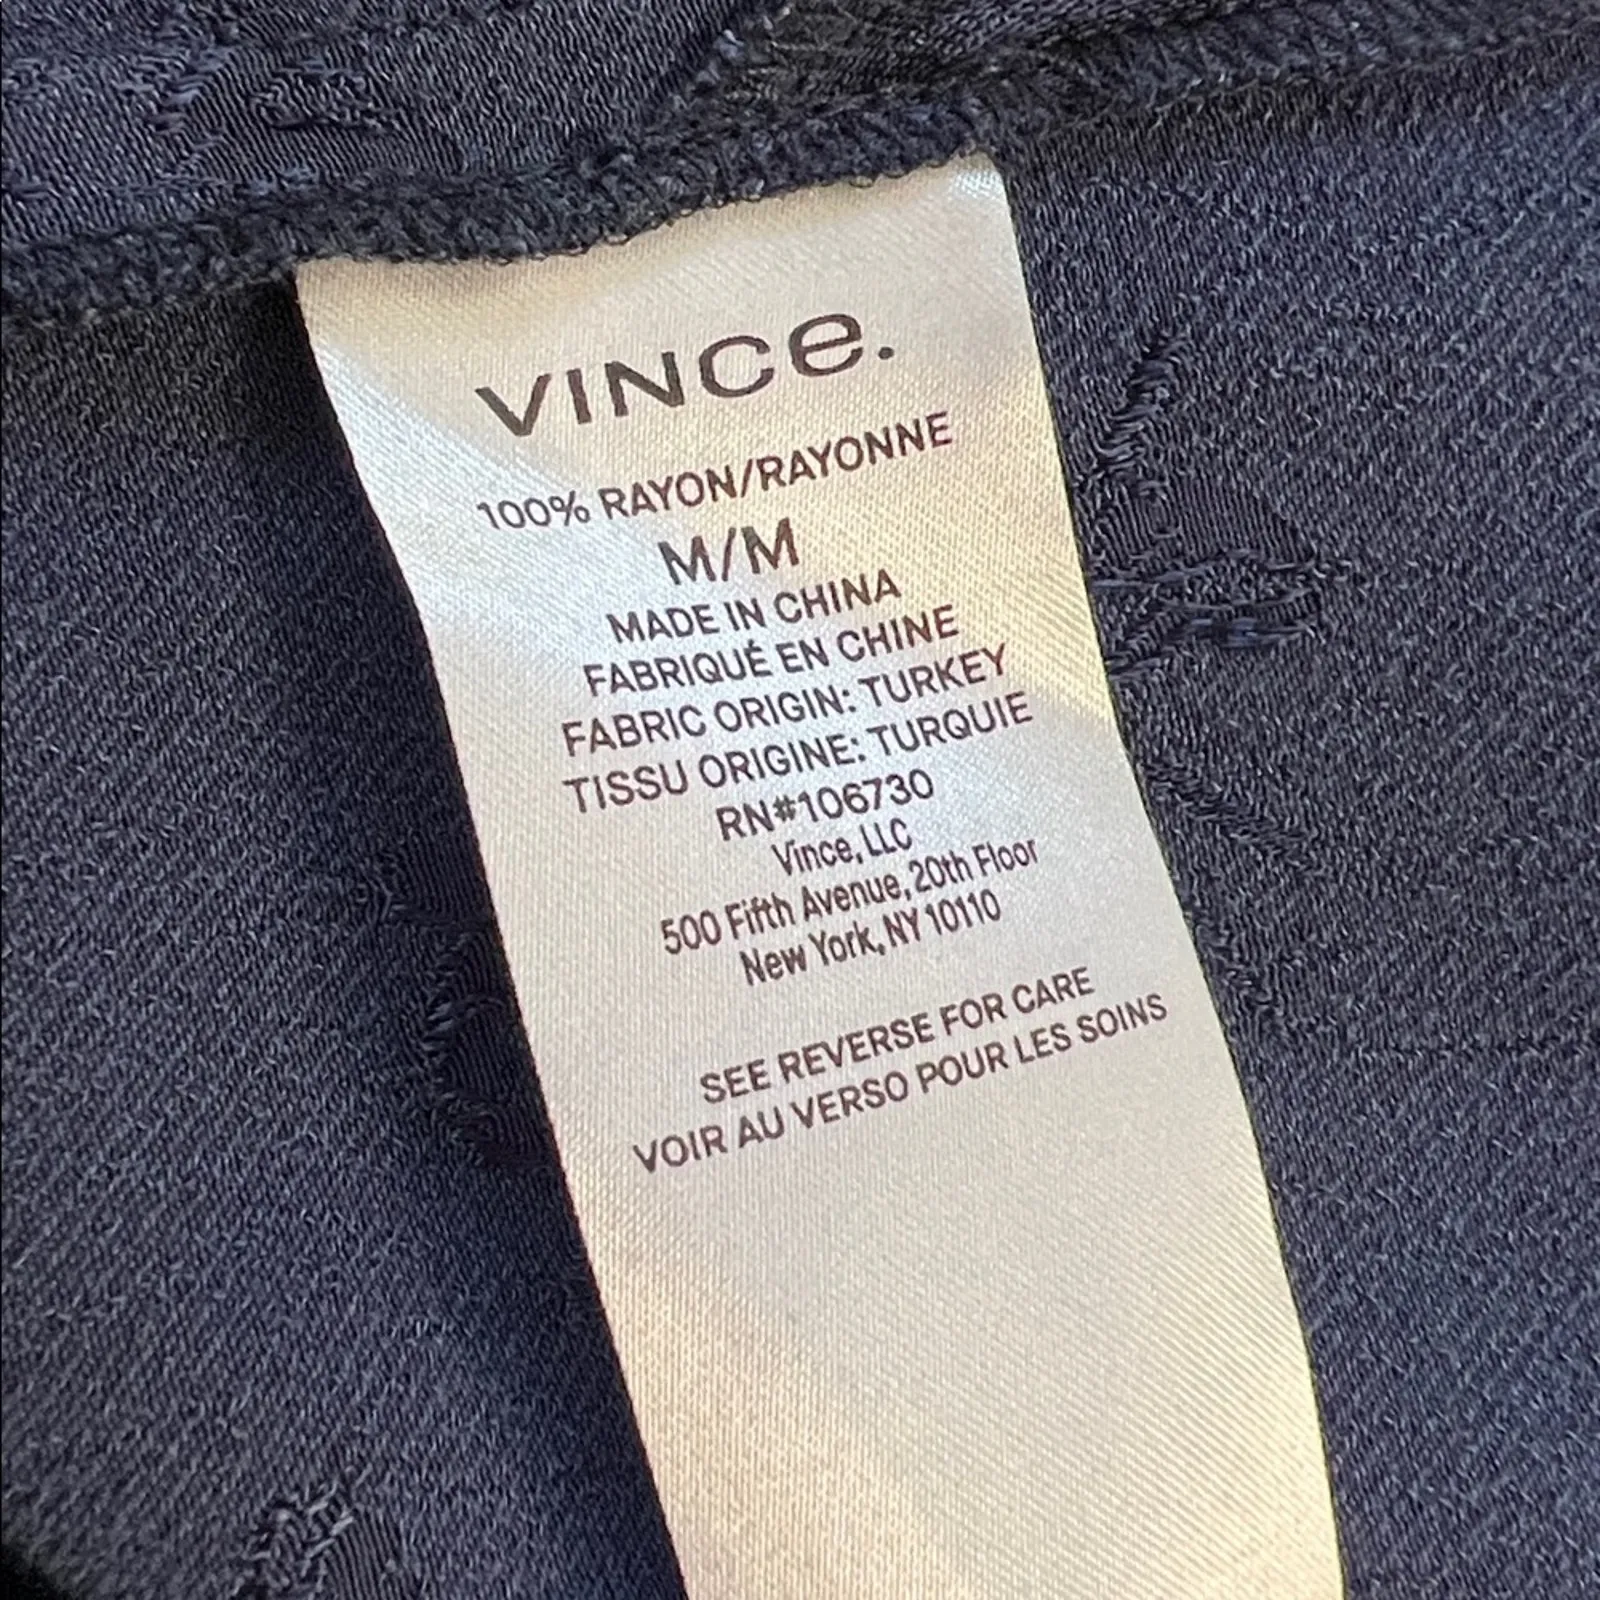 VINCe.
100% RAYON/RAYONNE
M/M
MADE IN CHINA
FABRIQUÉ EN CHINE
FABRIC ORIGIN: TURKEY
TISSU ORIGINE: TURQUIE
RN#106730
Vince, LLC
500 Fifth Avenue, 20th Floor
New York, NY 10110
SEE REVERSE FOR CARE
VOIR AU VERSO POUR LES SOINS